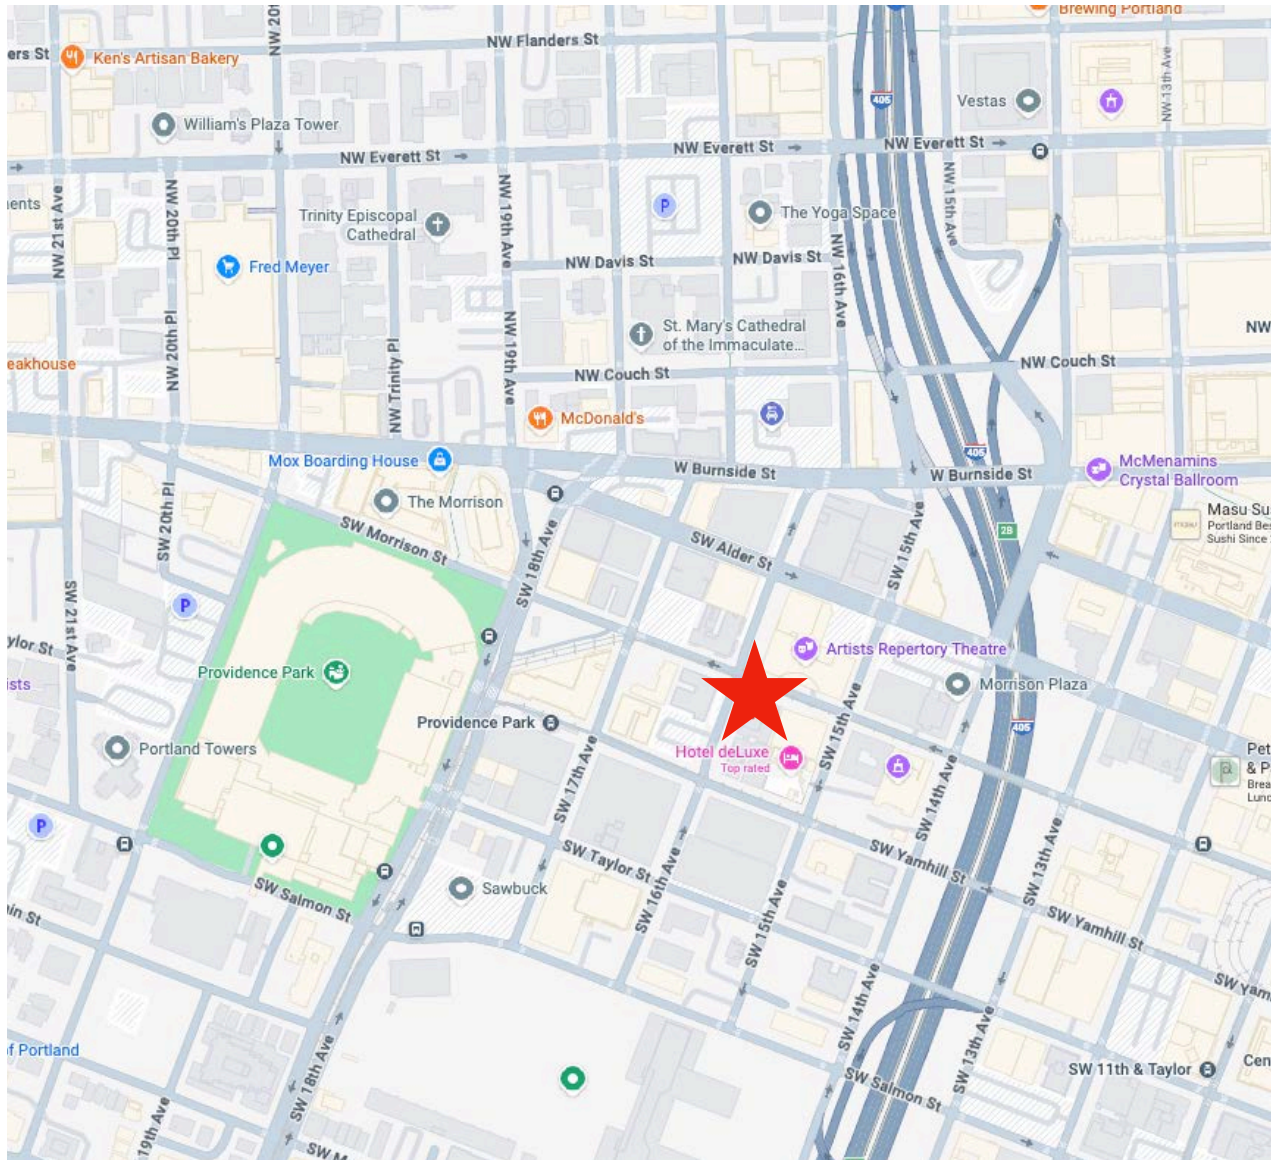 Brewing Portland
NW Flanders St
ers St
Ken's Artisan Bakery
NW 13th Ave
405
Vestas
William's Plaza Tower
NW Everett St
NW Everett St
NW Everett St
NW 21st Ave
NW 20th Pl
NW 19th Ave
NW 15th Ave
ents
P
Trinity Episcopal
Cathedral
The Yoga Space
Fred Meyer
NW Davis St
NW Davis St
NW 16th Ave
St. Mary's Cathedral
of the Immaculate...
NW
NW 20th Pl
NW Trinity Pl
NW 19th Ave
eakhouse
NW Couch St
NW Couch St
McDonald's
Mox Boarding House
W Burnside St
W Burnside St
405
McMenamins
Crystal Ballroom
The Morrison
SW 20th Pl
SW Morrison St
SW 18th Ave
SW Alder St
SW 15th Ave
2B
Masu Su
Portland Bes
Sushi Since
P
SW 21st Ave
ylor St
Artists Repertory Theatre
Providence Park
ists
Morrison Plaza
Providence Park
405
Portland Towers
Hotel deLuxe
Top rated
SW 15th Ave
SW 17th Ave
SW 14th Ave
Pet
& P
Brea
Lunc
P
SW Taylor St
SW Yamhill St
SW 13th Ave
SW Salmon St
Sawbuck
SW 16th Ave
SW 15th Ave
SW Yamhill St
ain St
SW Yam
SW 14th Ave
SW 13th Ave
of Portland
SW 18th Ave
SW 11th & Taylor
Cen
SW Salmon St
19th Ave
SW M